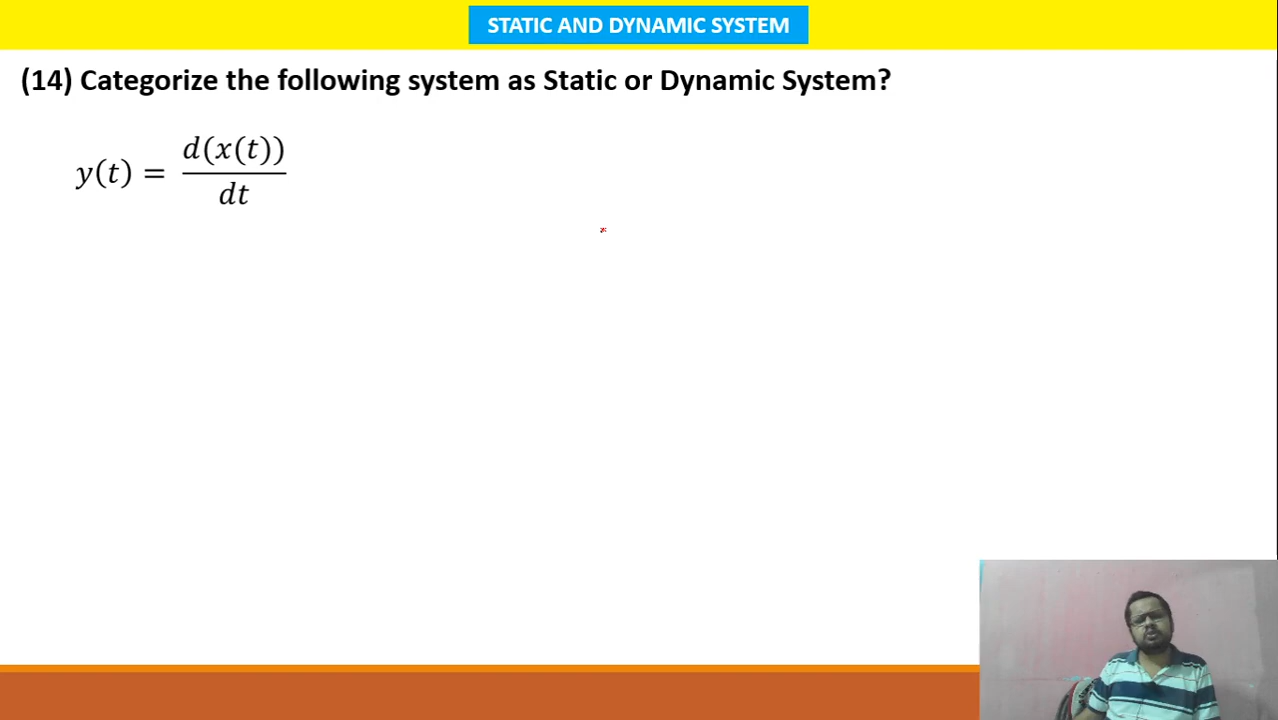 STATIC AND DYNAMIC SYSTEM
(14) Categorize the following system as Static or Dynamic System?
y(t) = d(x(t))/dt